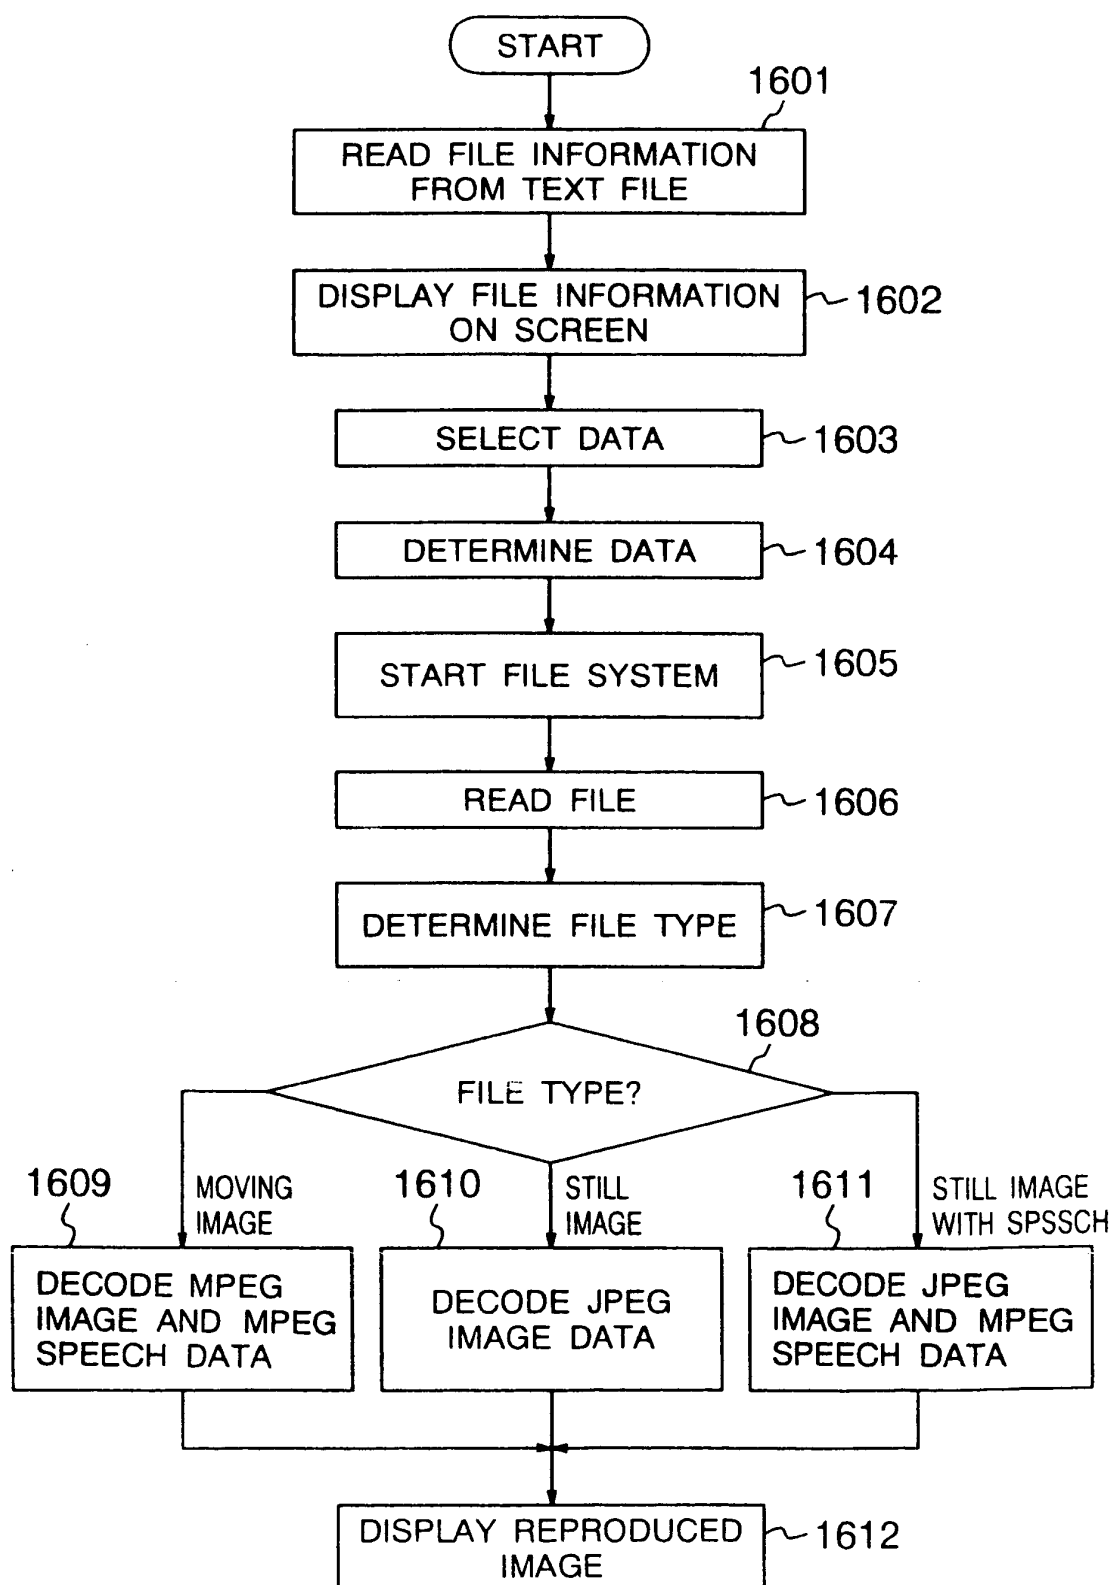 START
1601
READ FILE INFORMATION
FROM TEXT FILE
DISPLAY FILE INFORMATION
ON SCREEN
1602
SELECT DATA
1603
DETERMINE DATA
1604
START FILE SYSTEM
1605
READ FILE
1606
DETERMINE FILE TYPE
1607
1608
FILE TYPE?
1609
MOVING
IMAGE
1610
STILL
IMAGE
1611
STILL IMAGE
WITH SPSSCH
DECODE MPEG
IMAGE AND MPEG
SPEECH DATA
DECODE JPEG
IMAGE DATA
DECODE JPEG
IMAGE AND MPEG
SPEECH DATA
DISPLAY REPRODUCED
IMAGE
1612